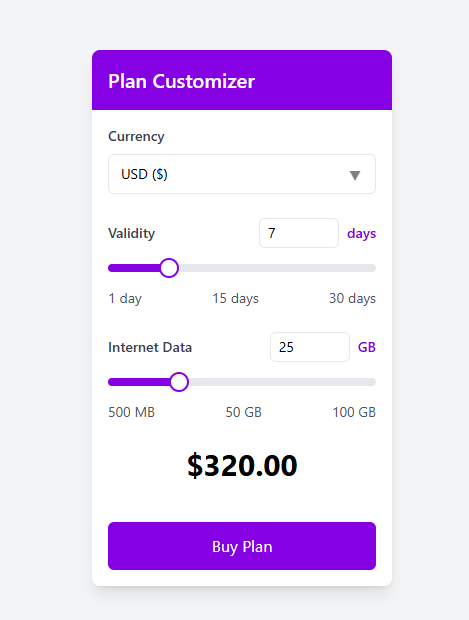 Plan Customizer
Currency
USD ($)
Validity 7 days
1 day 15 days 30 days
Internet Data 25 GB
500 MB 50 GB 100 GB
$320.00
Buy Plan